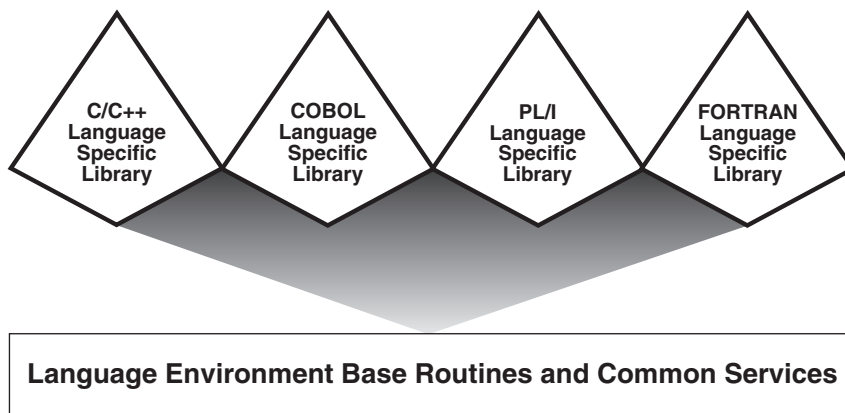 C/C++
Language
Specific
Library
COBOL
Language
Specific
Library
PL/I
Language
Specific
Library
FORTRAN
Language
Specific
Library
Language Environment Base Routines and Common Services